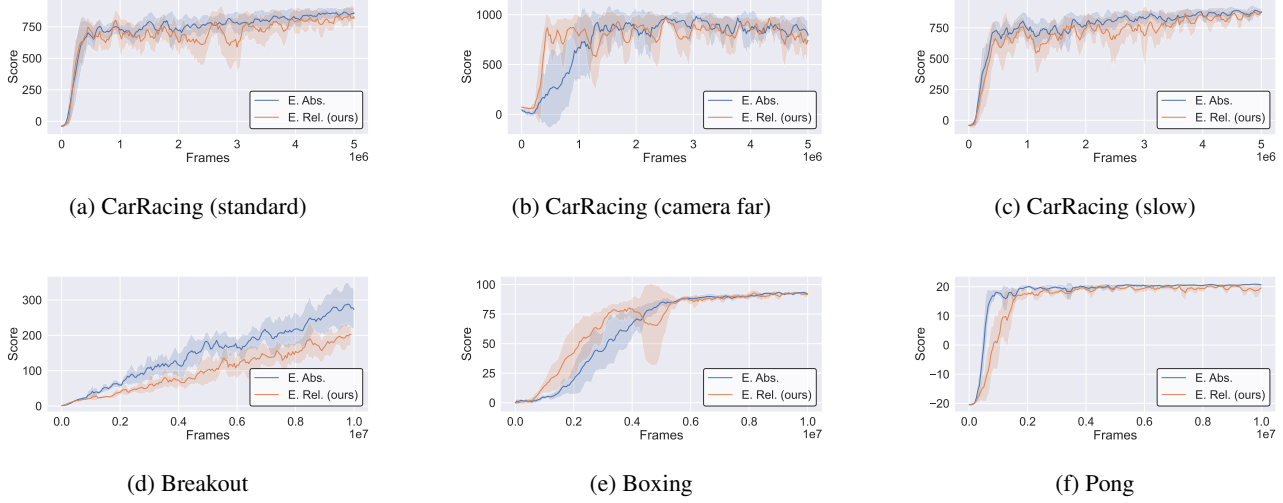 750
500
250
0
Score
0
1
2
3
4
5
Frames
1e6
E. Abs.
E. Rel. (ours)
(a) CarRacing (standard)
1000
500
0
Score
0
1
2
3
4
5
Frames
1e6
E. Abs.
E. Rel. (ours)
(b) CarRacing (camera far)
750
500
250
0
Score
0
1
2
3
4
5
Frames
1e6
E. Abs.
E. Rel. (ours)
(c) CarRacing (slow)
300
200
100
0
Score
0.0
0.2
0.4
0.6
0.8
1.0
Frames
1e7
E. Abs.
E. Rel. (ours)
(d) Breakout
100
75
50
25
0
Score
0.0
0.2
0.4
0.6
0.8
1.0
Frames
1e7
E. Abs.
E. Rel. (ours)
(e) Boxing
20
10
0
−10
−20
Score
0.0
0.2
0.4
0.6
0.8
1.0
Frames
1e7
E. Abs.
E. Rel. (ours)
(f) Pong